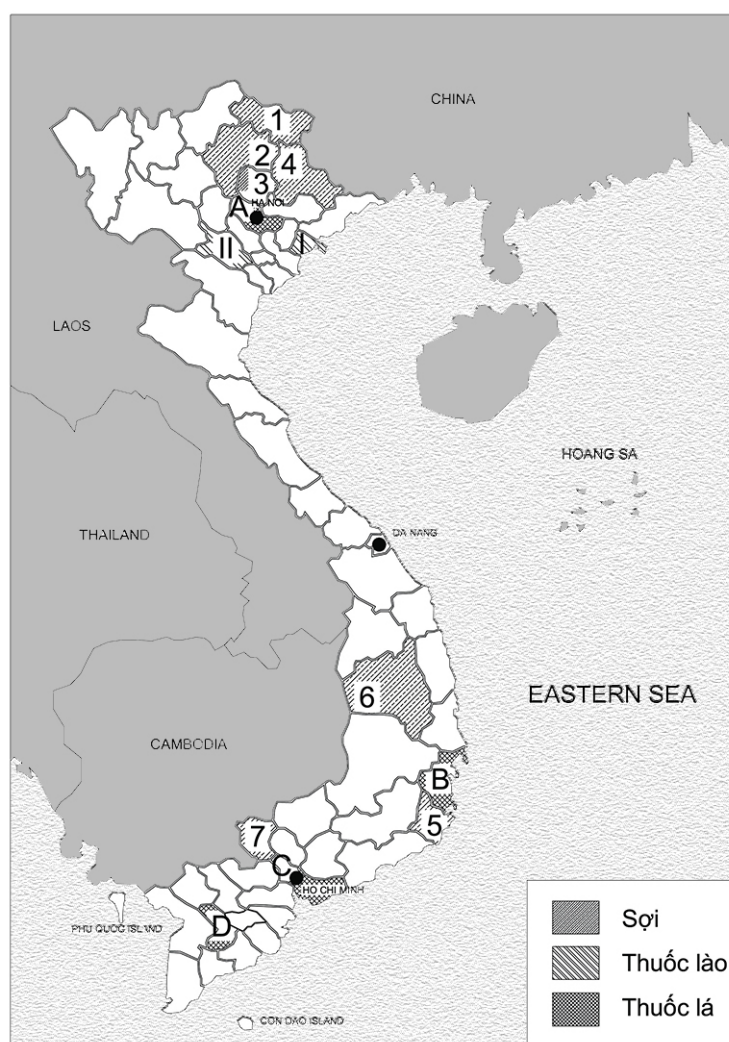 CHINA
1
2
4
3
A
HA NOI
II
I
LAOS
HOANG SA
THAILAND
DA NANG
6
EASTERN SEA
CAMBODIA
B
5
7
C
HO CHI MINH
D
PHU QUOC ISLAND
CON DAO ISLAND
Sợi
Thuốc lào
Thuốc lá